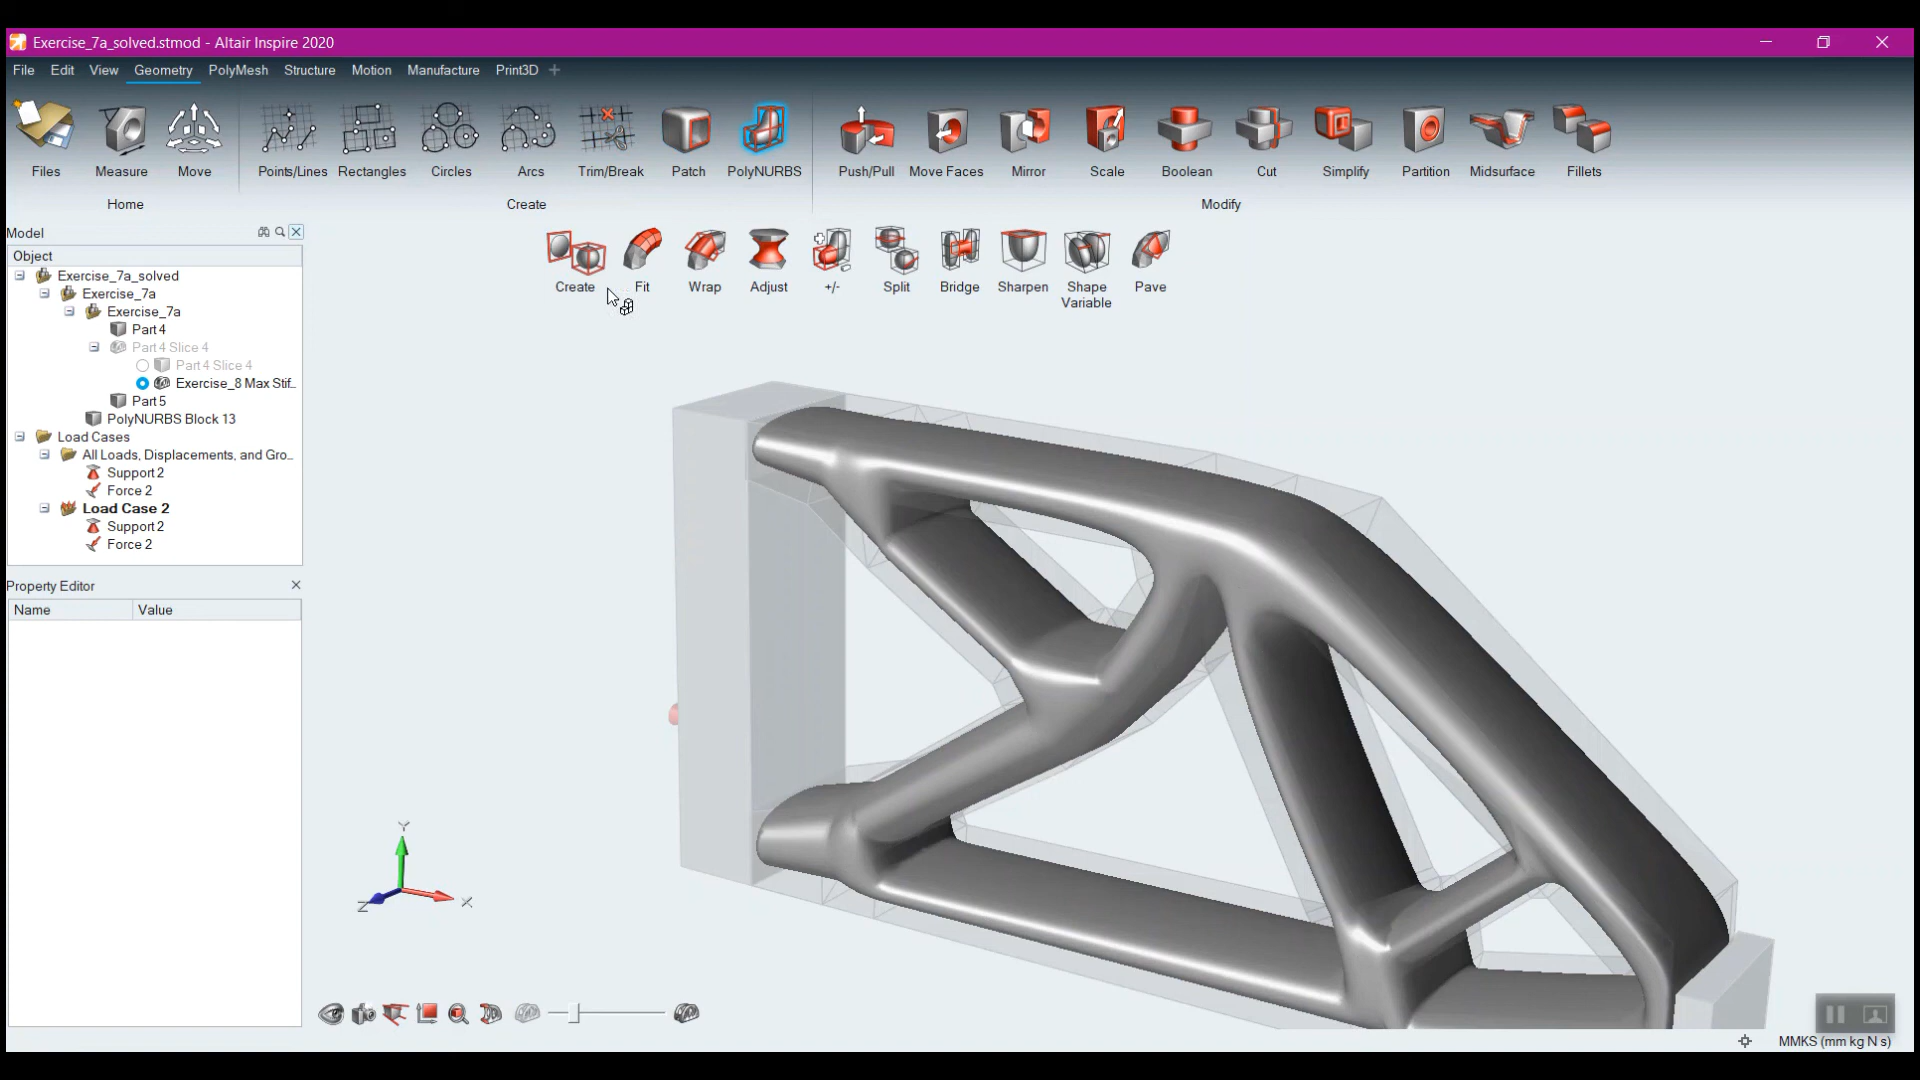 Exercise_7a_solved.stmod - Altair Inspire 2020
File Edit View Geometry PolyMesh Structure Motion Manufacture Print3D +
Files Measure Move Points/Lines Rectangles Circles Arcs Trim/Break Patch PolyNURBS Push/Pull Move Faces Mirror Scale Boolean Cut Simplify Partition Midsurface Fillets
Home Create Modify
Model
Object
Create Fit Wrap Adjust +/- Split Bridge Sharpen Shape Variable Pave
Exercise_7a_solved
Exercise_7a
Exercise_7a
Part 4
Part 4 Slice 4
Part 4 Slice 4
Exercise_8 Max Stif...
Part 5
PolyNURBS Block 13
Load Cases
All Loads, Displacements, and Gro...
Support 2
Force 2
Load Case 2
Support 2
Force 2
Property Editor
Name Value
Y
Z
X
MMKS (mm kg N s)